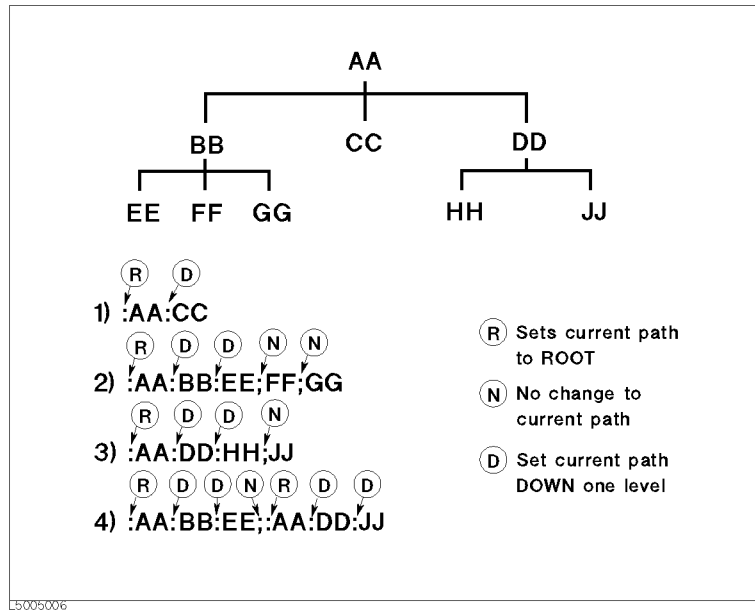 AA
BB CC DD
EE FF GG HH JJ
R D
1) :AA:CC
R D D N N
2) :AA:BB:EE;FF;GG
R D D N
3) :AA:DD:HH;JJ
R D D N R D D
4) :AA:BB:EE;:AA:DD:JJ
R Sets current path
to ROOT
N No change to
current path
D Set current path
DOWN one level
L5005006